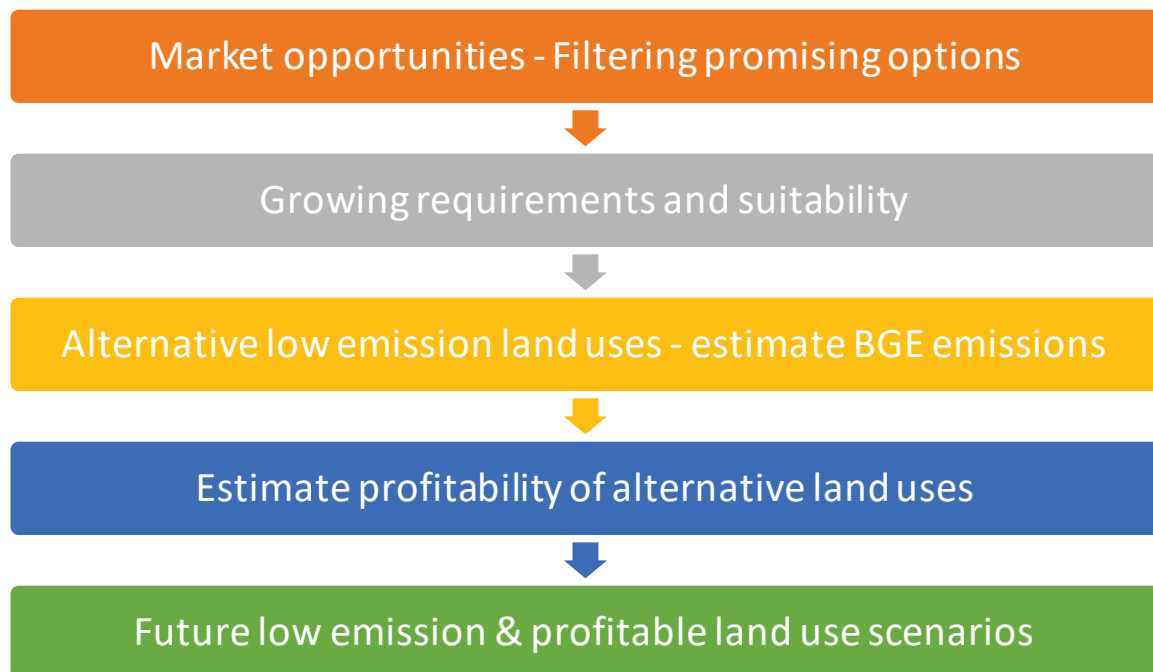 Market opportunities - Filtering promising options
Growing requirements and suitability
Alternative low emission land uses - estimate BGE emissions
Estimate profitability of alternative land uses
Future low emission & profitable land use scenarios